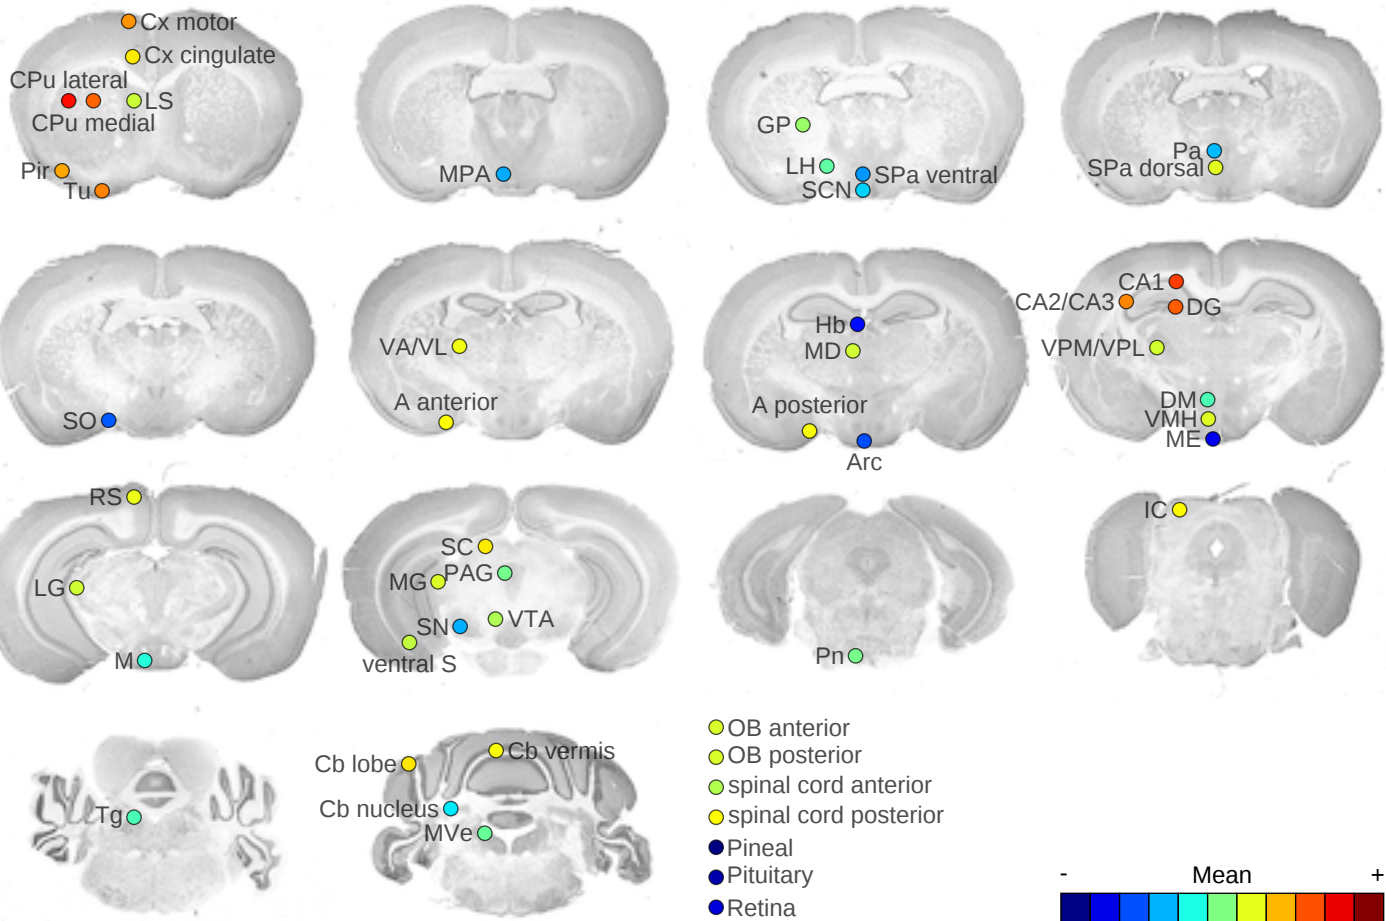 Cx motor
Cx cingulate
CPu lateral
LS
CPu medial
Pir
Tu
MPA
GP
LH
SPa ventral
SCN
Pa
SPa dorsal
SO
VA/VL
A anterior
Hb
MD
A posterior
Arc
CA1
CA2/CA3
DG
VPM/VPL
DM
VMH
ME
RS
LG
M
SC
PAG
MG
VTA
SN
ventral S
Pn
IC
Tg
Cb lobe
Cb vermis
Cb nucleus
MVe
OB anterior
OB posterior
spinal cord anterior
spinal cord posterior
Pineal
Pituitary
Retina
- Mean +